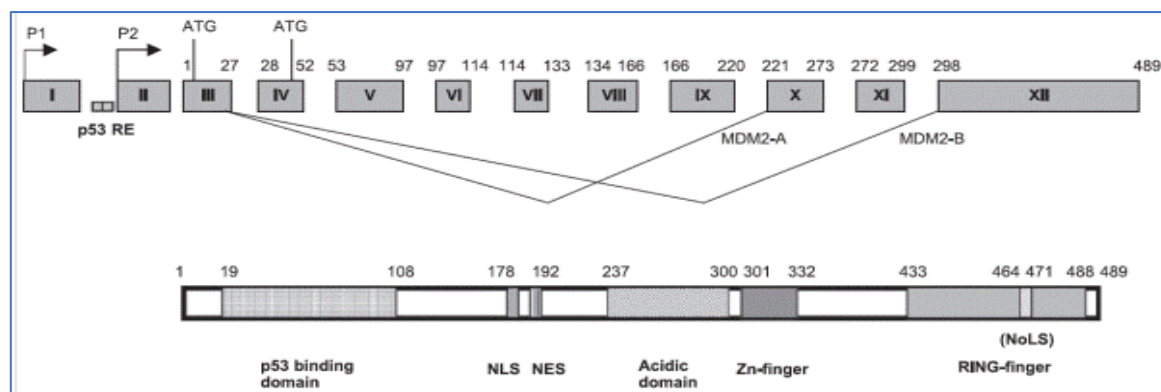 P1 P2 ATG ATG
1 27 28 52 53 97 97 114 114 133 134 166 166 220 221 273 272 299 298 489
I II III IV V VI VII VIII IX X XI XII
p53 RE
MDM2-A MDM2-B
1 19 108 178 192 237 300 301 332 433 464 471 488 489
(NoLS)
p53 binding NLS NES Acidic Zn-finger RING-finger
domain domain